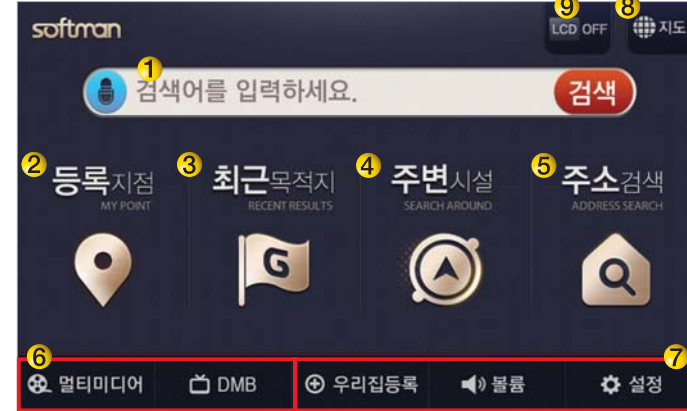 softman
⑨
LCD OFF
⑧
지도
①
검색어를 입력하세요.
검색
②
등록지점
MY POINT
③
최근목적지
RECENT RESULTS
G
④
주변시설
SEARCH AROUND
⑤
주소검색
ADDRESS SEARCH
⑥
멀티미디어
DMB
우리집등록
볼륨
⑦
설정